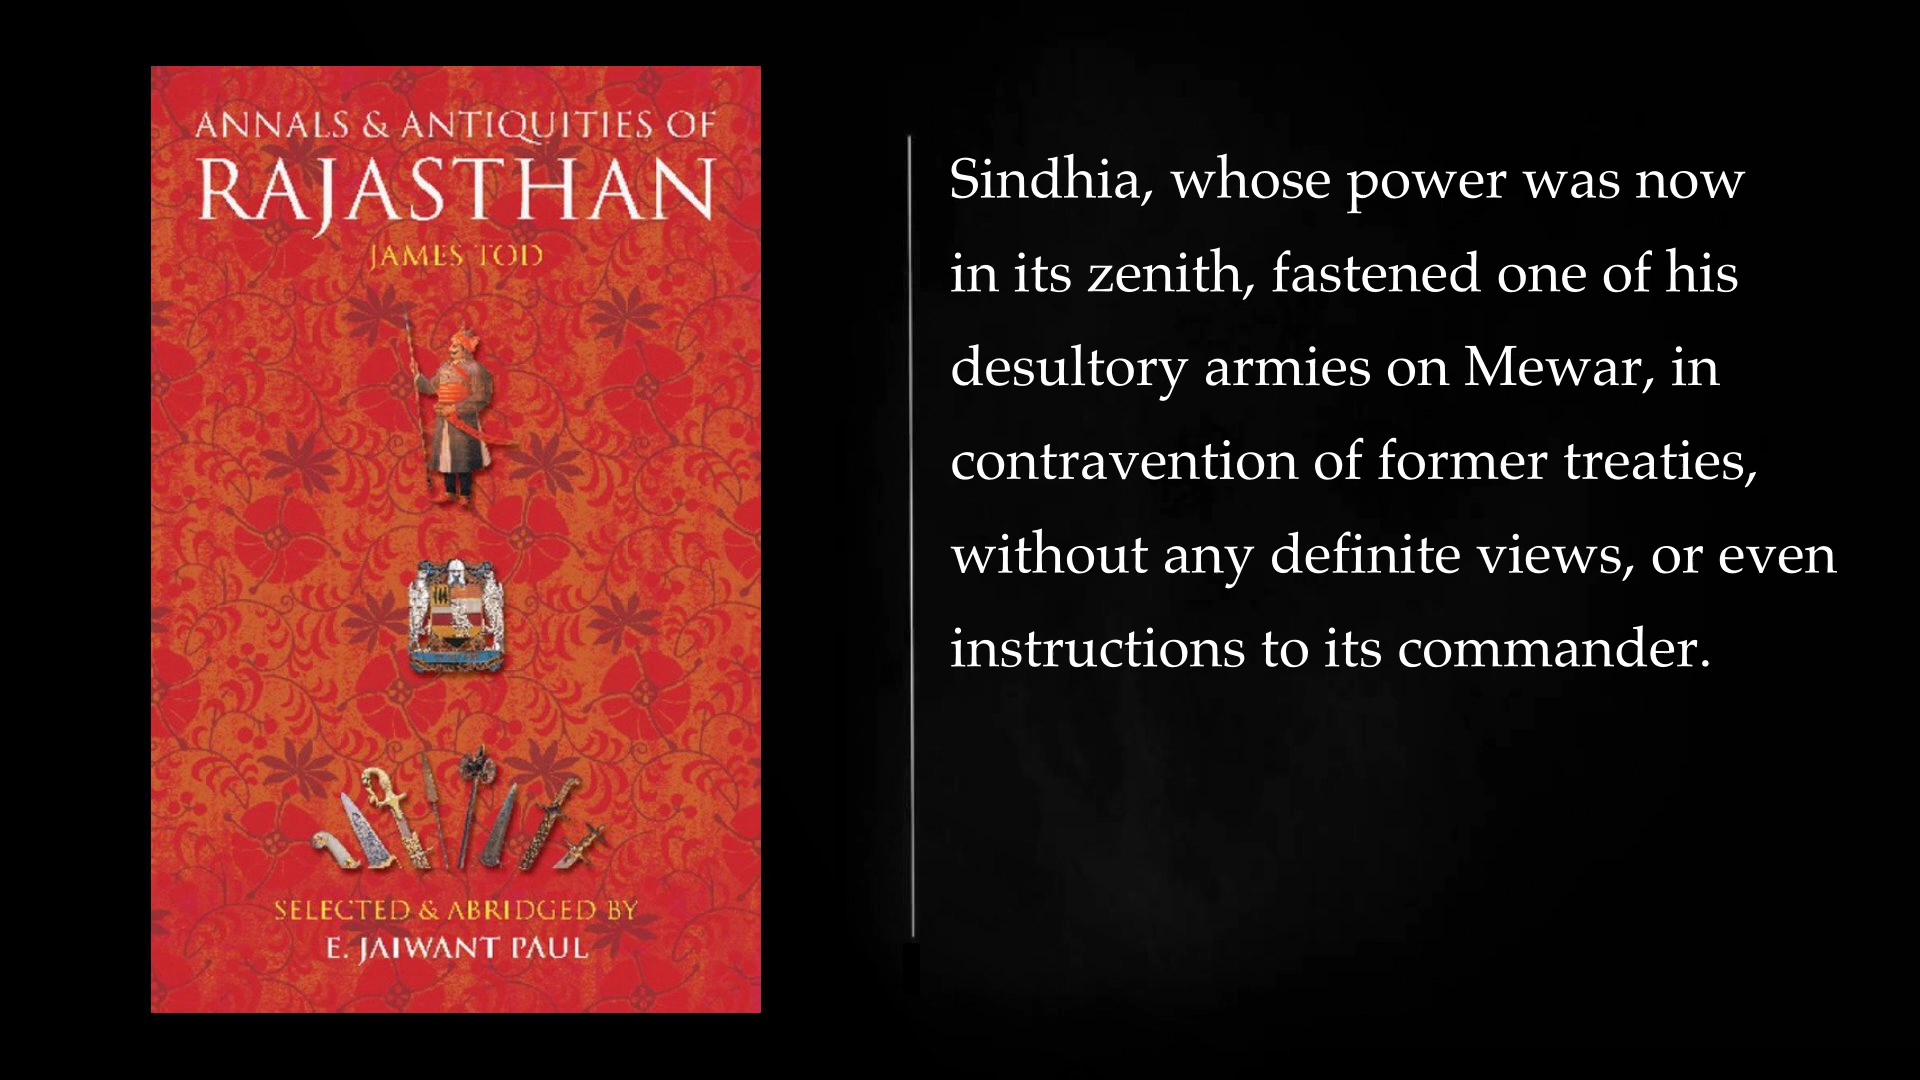 ANNALS & ANTIQUITIES OF
RAJASTHAN
JAMES TOD
SELECTED & ABRIDGED BY
E. JAIWANT PAUL
Sindhia, whose power was now
in its zenith, fastened one of his
desultory armies on Mewar, in
contravention of former treaties,
without any definite views, or even
instructions to its commander.